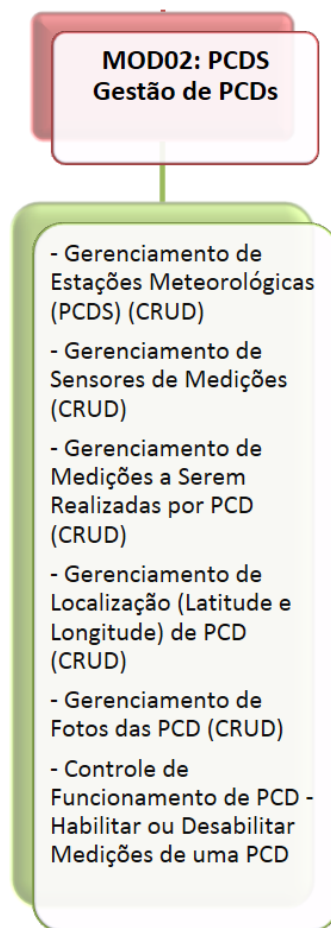 MOD02: PCDS
Gestão de PCDs
- Gerenciamento de
Estações Meteorológicas
(PCDS) (CRUD)
- Gerenciamento de
Sensores de Medições
(CRUD)
- Gerenciamento de
Medições a Serem
Realizadas por PCD
(CRUD)
- Gerenciamento de
Localização (Latitude e
Longitude) de PCD
(CRUD)
- Gerenciamento de
Fotos das PCD (CRUD)
- Controle de
Funcionamento de PCD -
Habilitar ou Desabilitar
Medições de uma PCD